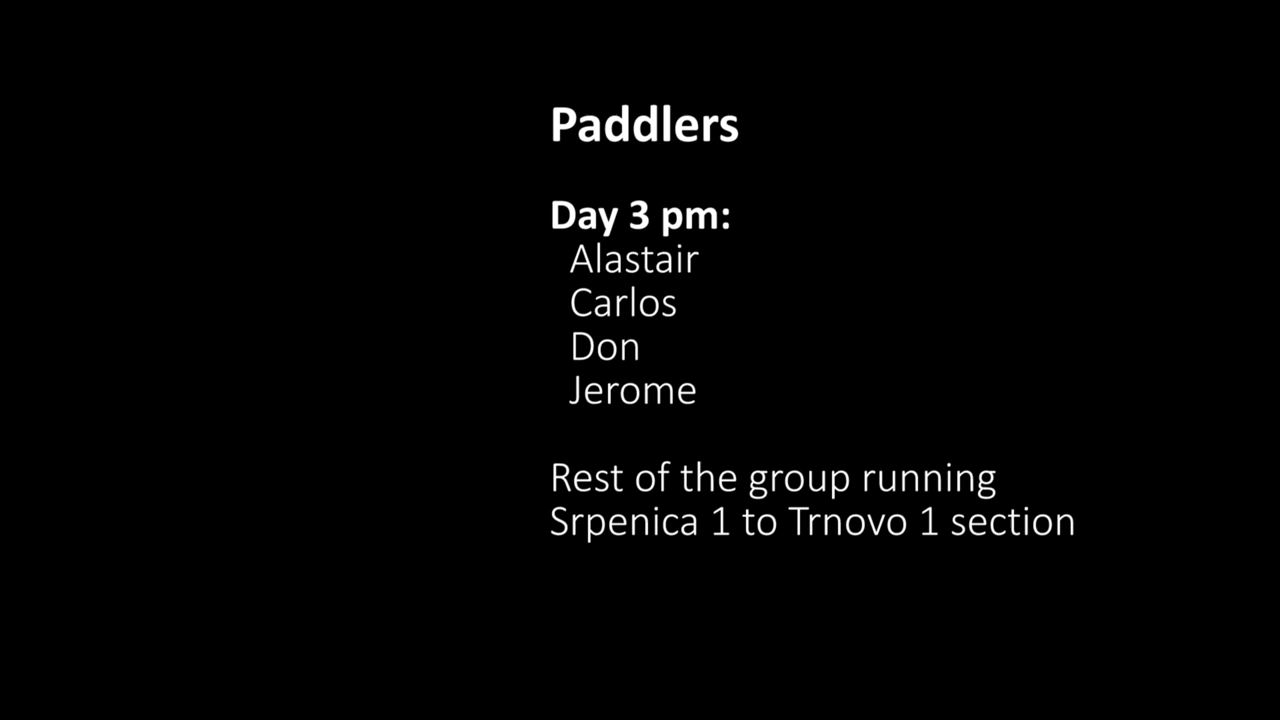 Paddlers
Day 3 pm:
Alastair
Carlos
Don
Jerome
Rest of the group running
Srpenica 1 to Trnovo 1 section